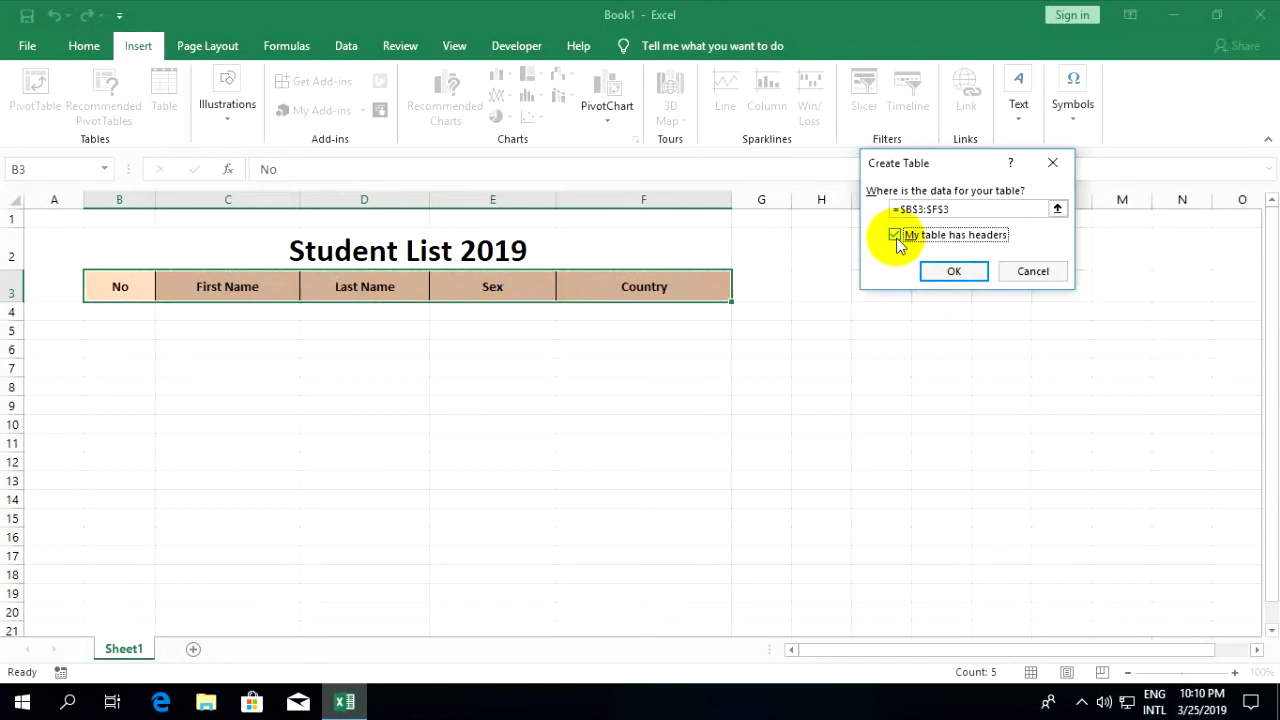 Book1 - Excel
Sign in
File Home Insert Page Layout Formulas Data Review View Developer Help Tell me what you want to do Share
PivotTable
Recommended PivotTables
Table
Illustrations
Get Add-ins
My Add-ins
Recommended Charts
PivotChart
3D Map
Line
Column
Win/ Loss
Slicer
Timeline
Link
Text
Symbols
Tables Add-ins Charts Tours Sparklines Filters Links
B3 fx No
Create Table ?
Where is the data for your table?
=$B$3:$F$3
My table has headers
OK Cancel
A B C D E F G H M N O
1
2 Student List 2019
3 No First Name Last Name Sex Country
4
5
6
7
8
9
10
11
12
13
14
15
16
17
18
19
20
21
Sheet1
Ready Count: 5 100%
ENG 10:10 PM
INTL 3/25/2019